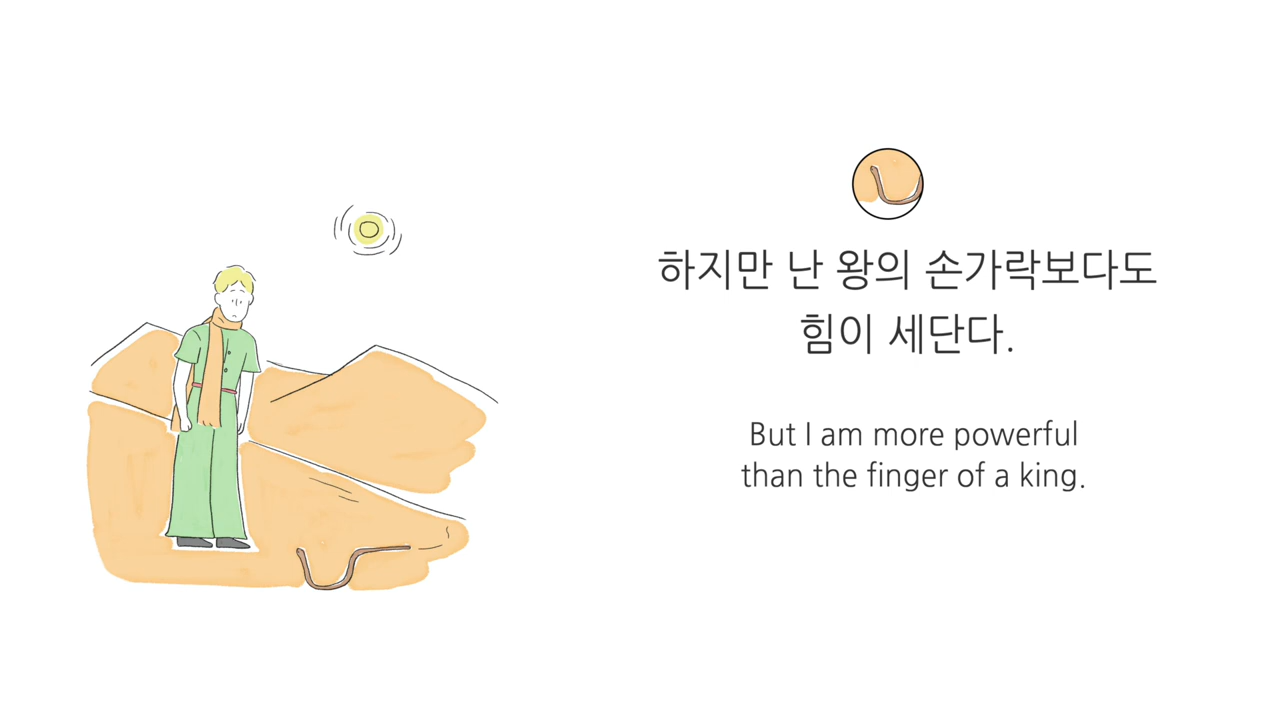 하지만 난 왕의 손가락보다도
힘이 세단다.
But I am more powerful
than the finger of a king.